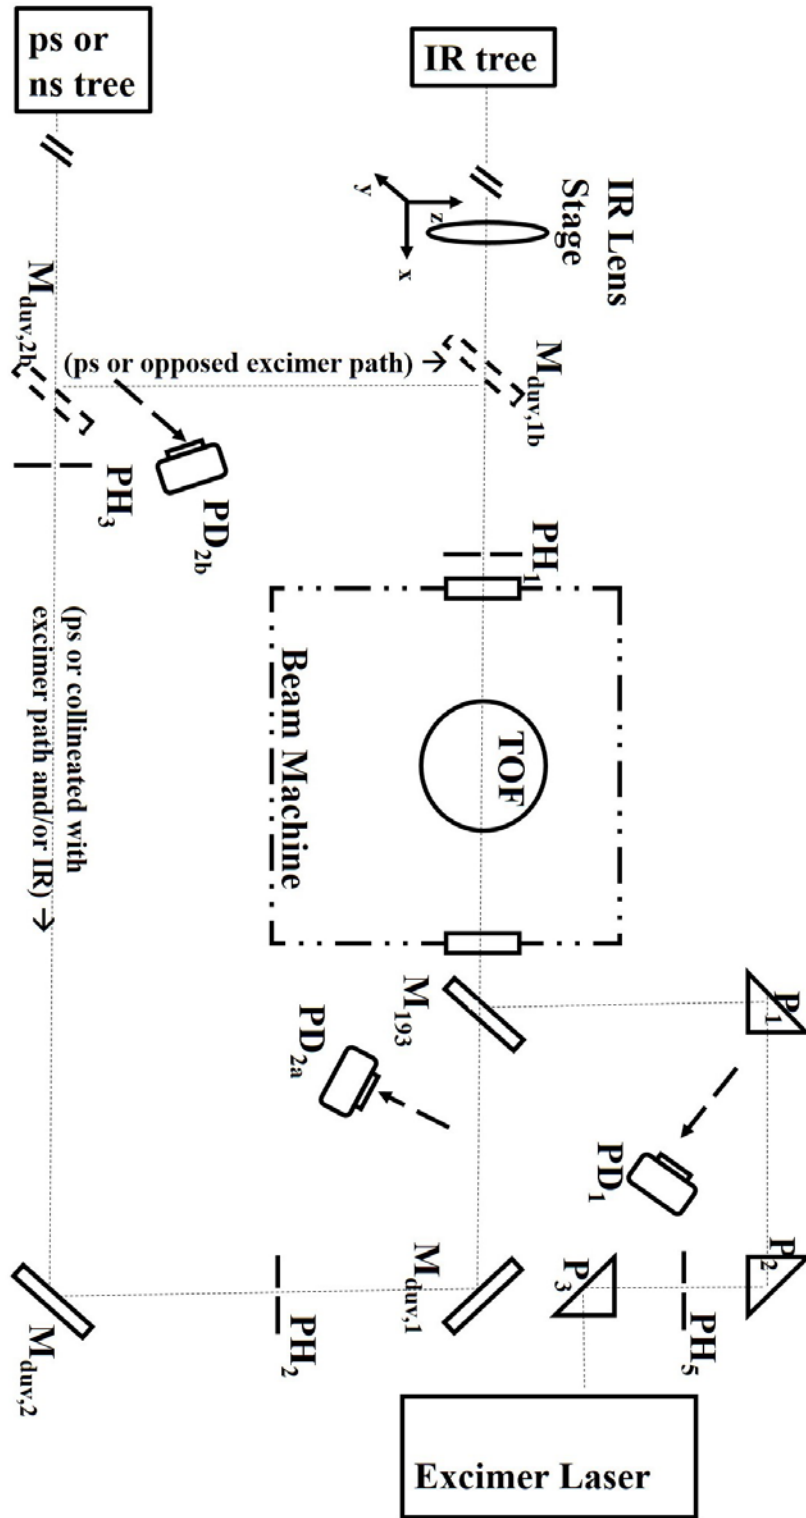 ps or
ns tree
IR tree
IR Lens
Stage
y
z
x
M_duv,2b
(ps or opposed excimer path) →
M_duv,1b
PH_3
PD_2b
PH_1
(ps or collineated with
excimer path and/or IR) →
Beam Machine
TOF
M_193
PD_2a
P_1
PD_1
P_2
P_3
PH_5
M_duv,1
PH_2
M_duv,2
Excimer Laser